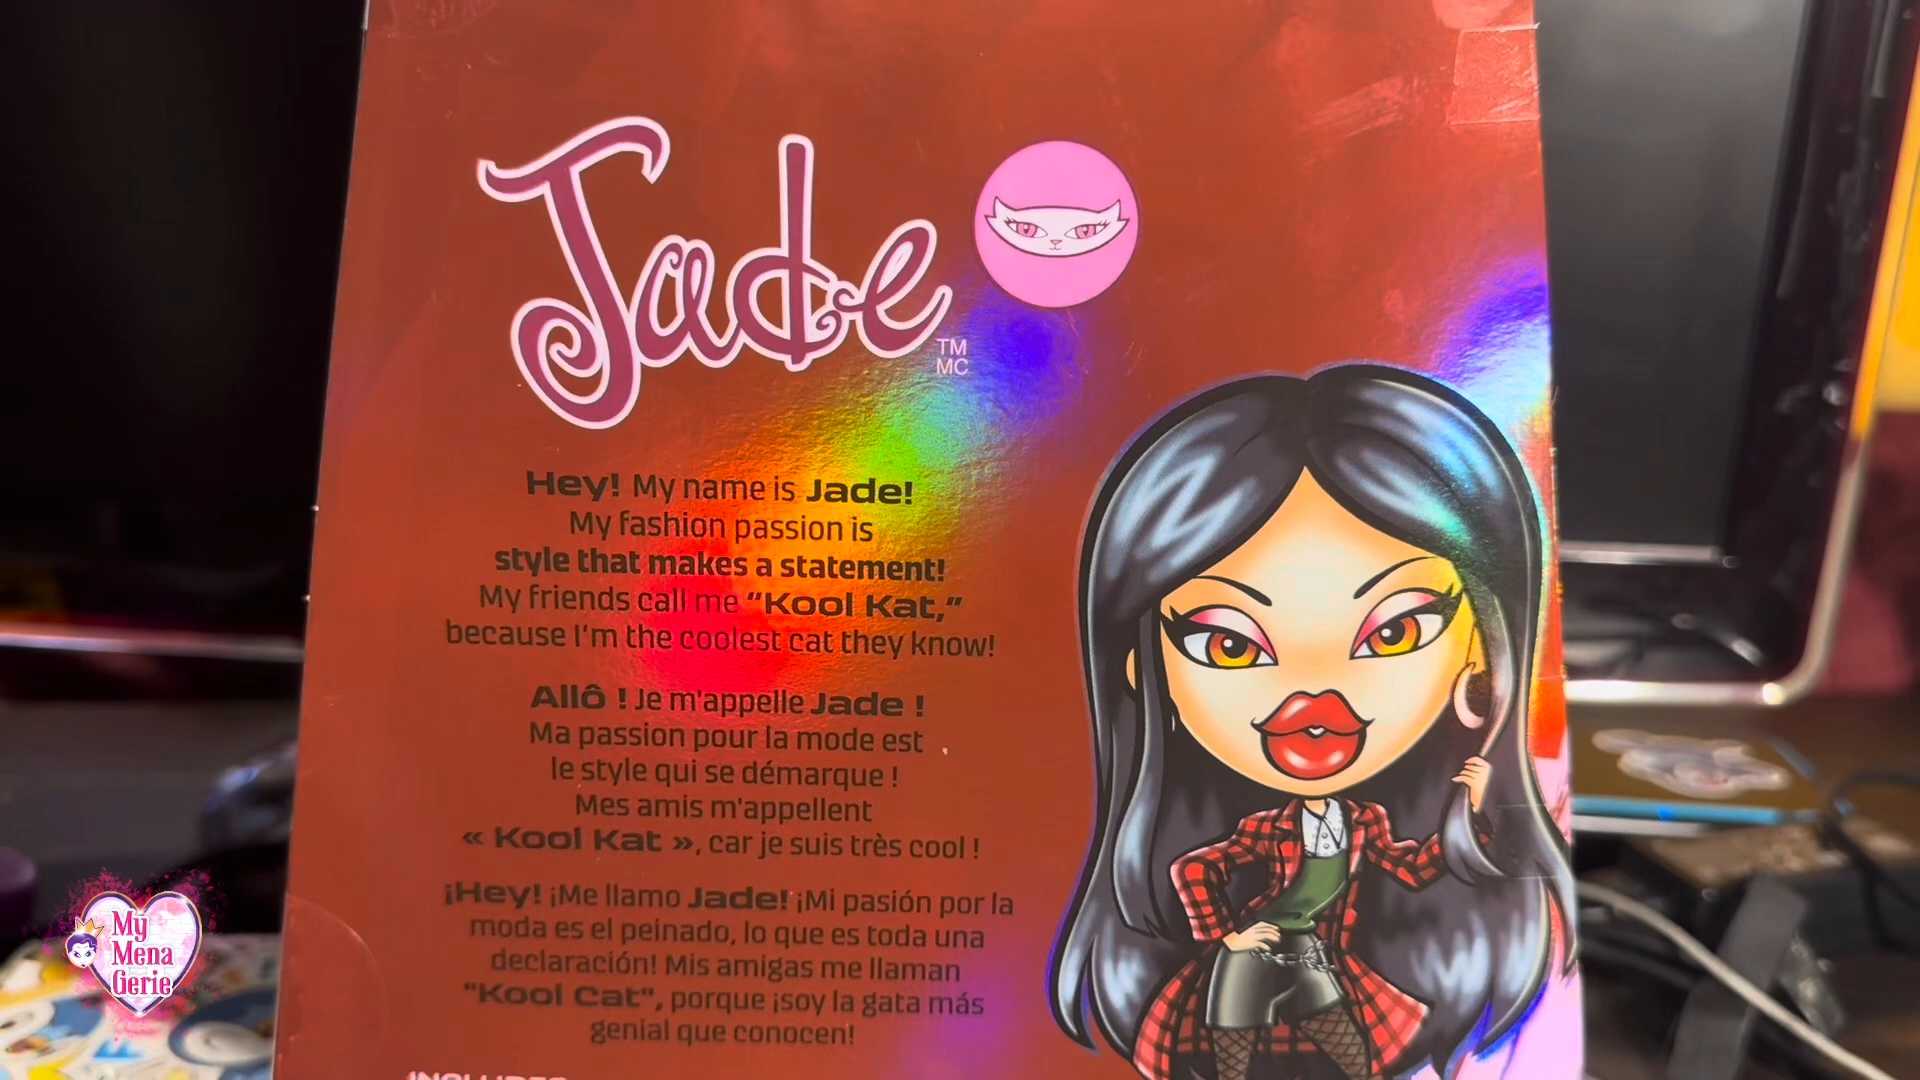 Jade
TM
MC
Hey! My name is Jade!
My fashion passion is
style that makes a statement!
My friends call me “Kool Kat,”
because I’m the coolest cat they know!
Allô ! Je m'appelle Jade !
Ma passion pour la mode est
le style qui se démarque !
Mes amis m'appellent
« Kool Kat », car je suis très cool !
¡Hey! ¡Me llamo Jade! ¡Mi pasión por la
moda es el peinado, lo que es toda una
declaración! Mis amigas me llaman
"Kool Cat", porque ¡soy la gata más
genial que conocen!
INCLUDES
My
Mena
Gerie